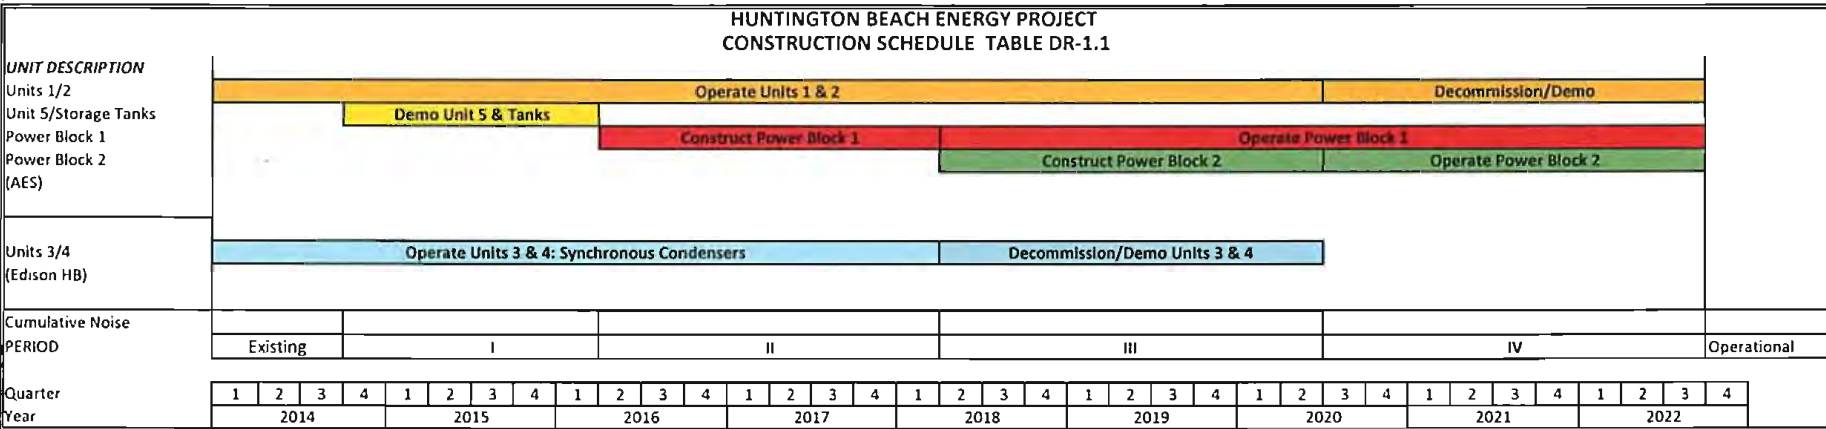 HUNTINGTON BEACH ENERGY PROJECT
CONSTRUCTION SCHEDULE TABLE DR-1.1
UNIT DESCRIPTION
Units 1/2 Operate Units 1 & 2 Decommission/Demo
Unit 5/Storage Tanks Demo Unit 5 & Tanks
Power Block 1 Construct Power Block 1 Operate Power Block 1
Power Block 2 Construct Power Block 2 Operate Power Block 2
(AES)
Units 3/4 Operate Units 3 & 4: Synchronous Condensers Decommission/Demo Units 3 & 4
(Edison HB)
Cumulative Noise
PERIOD Existing I II III IV Operational
Quarter 1 2 3 4 1 2 3 4 1 2 3 4 1 2 3 4 1 2 3 4 1 2 3 4 1 2 3 4 1 2 3 4 1 2 3 4
Year 2014 2015 2016 2017 2018 2019 2020 2021 2022